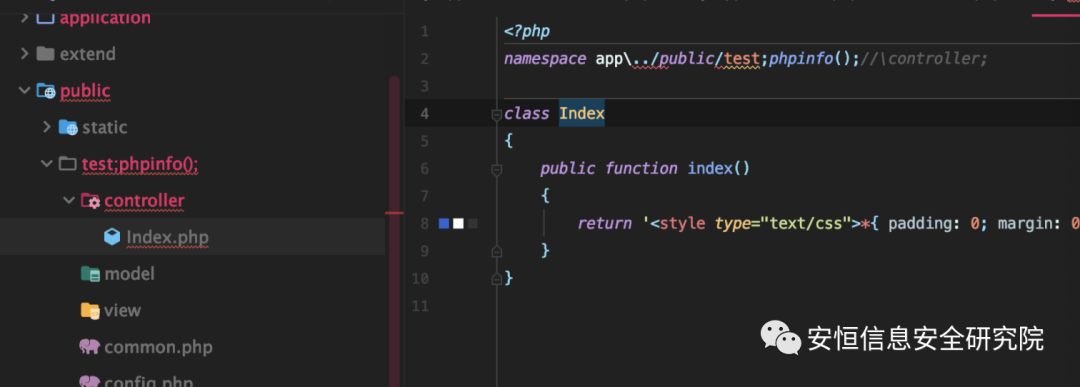 application
extend
public
static
test;phpinfo();
controller
Index.php
model
view
common.php
config.php
1 <?php
2 namespace app\../public/test;phpinfo();//\controller;
3
4 class Index
5 {
6 public function index()
7 {
8 return '<style type="text/css">*{ padding: 0; margin: 0
9 }
10 }
11
安恒信息安全研究院